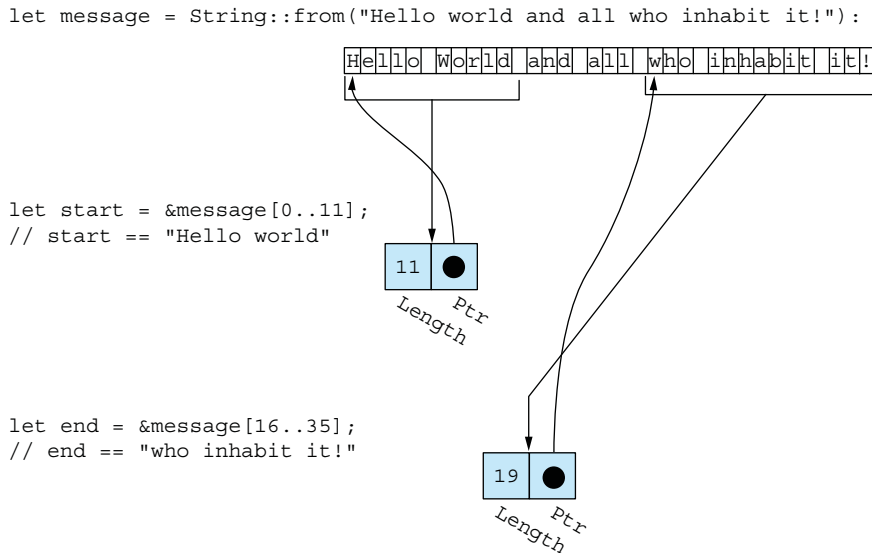 let message = String::from("Hello world and all who inhabit it!"):
Hello World and all who inhabit it!
let start = &message[0..11];
// start == "Hello world"
11
Length
Ptr
let end = &message[16..35];
// end == "who inhabit it!"
19
Length
Ptr